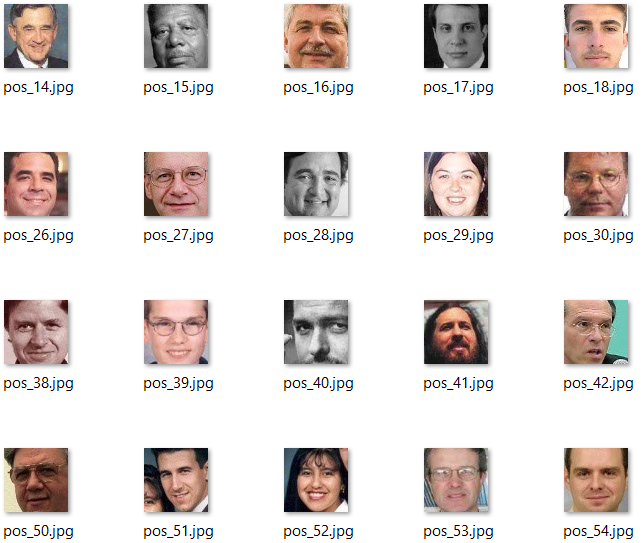 pos_14.jpg pos_15.jpg pos_16.jpg pos_17.jpg pos_18.jpg
pos_26.jpg pos_27.jpg pos_28.jpg pos_29.jpg pos_30.jpg
pos_38.jpg pos_39.jpg pos_40.jpg pos_41.jpg pos_42.jpg
pos_50.jpg pos_51.jpg pos_52.jpg pos_53.jpg pos_54.jpg